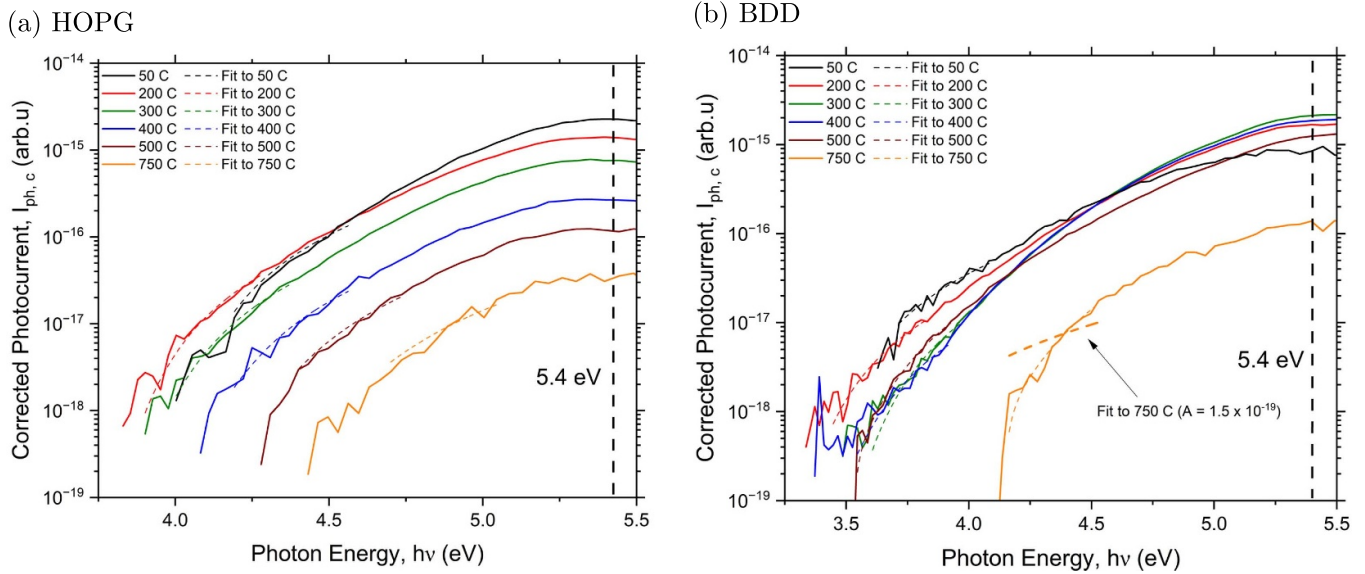 (a) HOPG
(b) BDD
10⁻¹⁴
10⁻¹⁵
10⁻¹⁶
10⁻¹⁷
10⁻¹⁸
10⁻¹⁹
Corrected Photocurrent, I_ph, c (arb.u)
50 C Fit to 50 C
200 C Fit to 200 C
300 C Fit to 300 C
400 C Fit to 400 C
500 C Fit to 500 C
750 C Fit to 750 C
5.4 eV
4.0 4.5 5.0 5.5
Photon Energy, hν (eV)
10⁻¹⁴
10⁻¹⁵
10⁻¹⁶
10⁻¹⁷
10⁻¹⁸
10⁻¹⁹
Corrected Photocurrent, I_ph, c (arb.u)
50 C Fit to 50 C
200 C Fit to 200 C
300 C Fit to 300 C
400 C Fit to 400 C
500 C Fit to 500 C
750 C Fit to 750 C
5.4 eV
Fit to 750 C (A = 1.5 x 10⁻¹⁹)
3.5 4.0 4.5 5.0 5.5
Photon Energy, hν (eV)